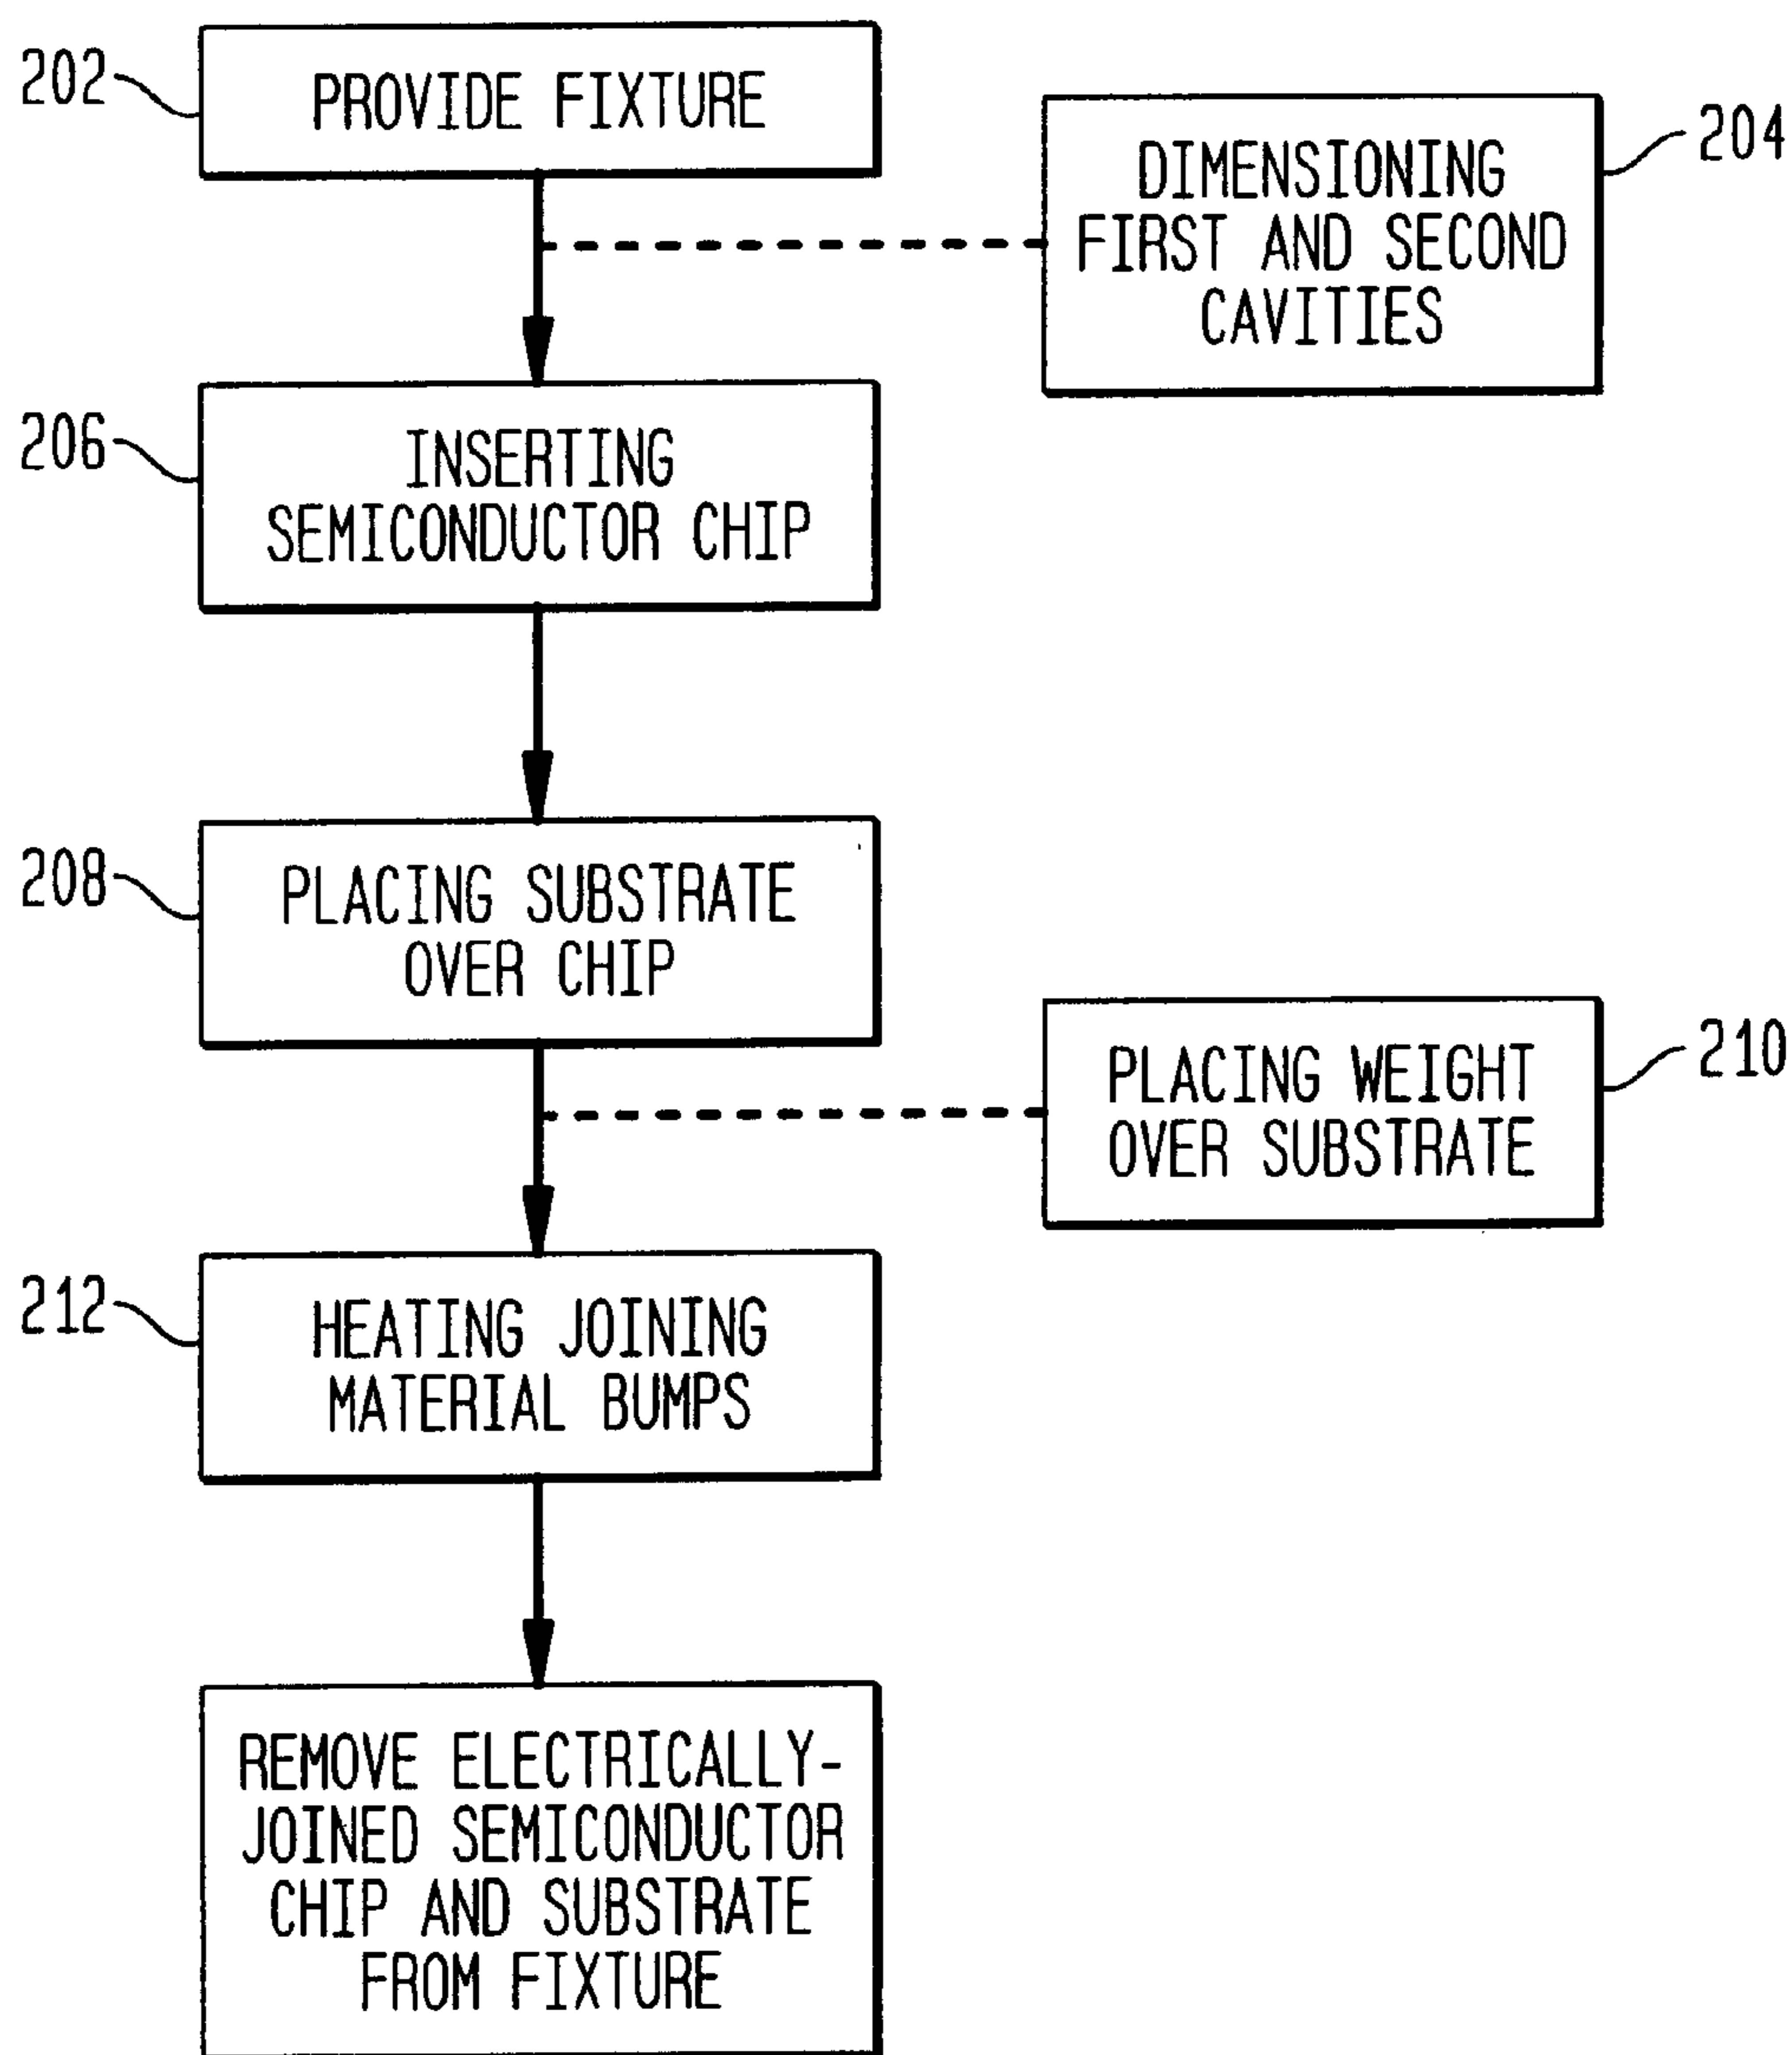 202
PROVIDE FIXTURE
204
DIMENSIONING
FIRST AND SECOND
CAVITIES
206
INSERTING
SEMICONDUCTOR CHIP
208
PLACING SUBSTRATE
OVER CHIP
210
PLACING WEIGHT
OVER SUBSTRATE
212
HEATING JOINING
MATERIAL BUMPS
REMOVE ELECTRICALLY-
JOINED SEMICONDUCTOR
CHIP AND SUBSTRATE
FROM FIXTURE